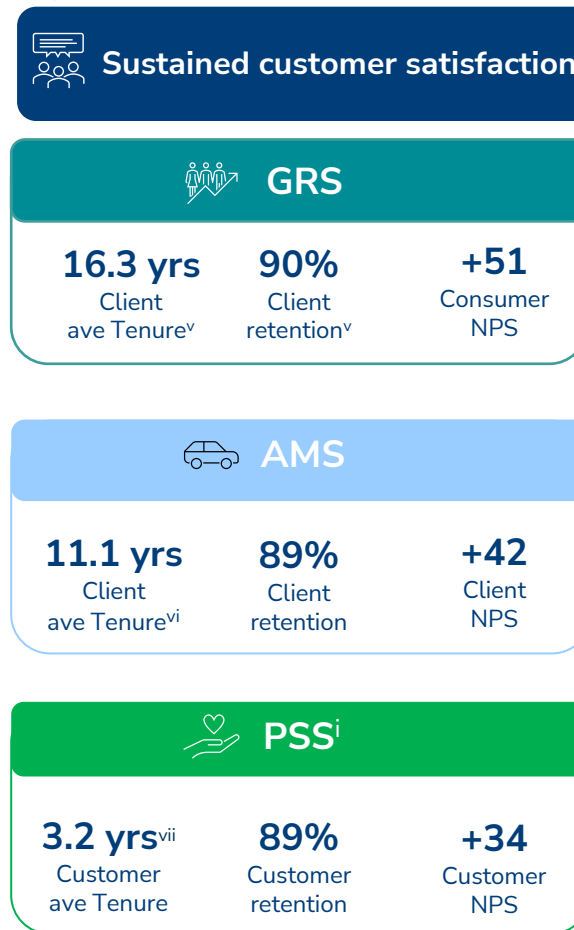 Sustained customer satisfaction
GRS
16.3 yrs
Client
ave Tenureᵛ
90%
Client
retentionᵛ
+51
Consumer
NPS
AMS
11.1 yrs
Client
ave Tenureᵛⁱ
89%
Client
retention
+42
Client
NPS
PSSⁱ
3.2 yrsᵛⁱⁱ
Customer
ave Tenure
89%
Customer
retention
+34
Customer
NPS